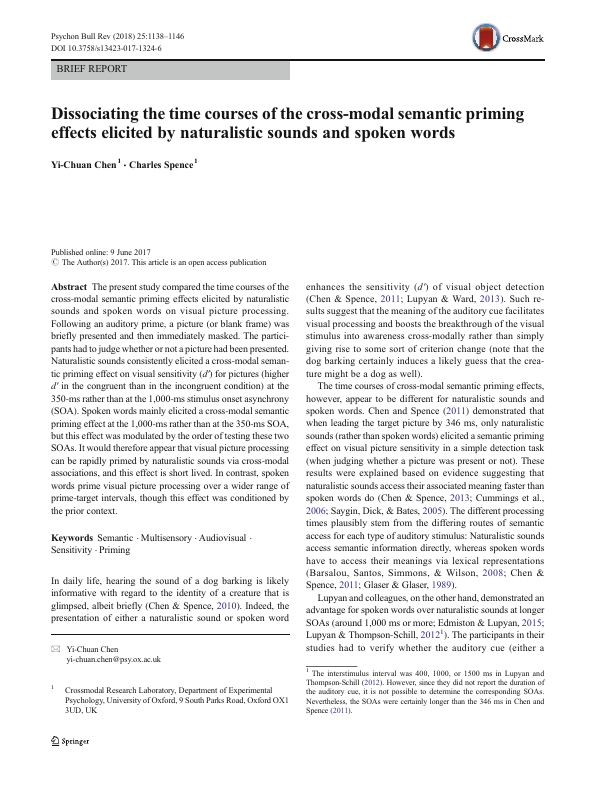 Psychon Bull Rev (2018) 25:1138–1146
DOI 10.3758/s13423-017-1324-6
CrossMark
BRIEF REPORT
Dissociating the time courses of the cross-modal semantic priming
effects elicited by naturalistic sounds and spoken words
Yi-Chuan Chen1 · Charles Spence1
Published online: 9 June 2017
© The Author(s) 2017. This article is an open access publication
Abstract The present study compared the time courses of the
cross-modal semantic priming effects elicited by naturalistic
sounds and spoken words on visual picture processing.
Following an auditory prime, a picture (or blank frame) was
briefly presented and then immediately masked. The partici-
pants had to judge whether or not a picture had been presented.
Naturalistic sounds consistently elicited a cross-modal seman-
tic priming effect on visual sensitivity (d′) for pictures (higher
d′ in the congruent than in the incongruent condition) at the
350-ms rather than at the 1,000-ms stimulus onset asynchrony
(SOA). Spoken words mainly elicited a cross-modal semantic
priming effect at the 1,000-ms rather than at the 350-ms SOA,
but this effect was modulated by the order of testing these two
SOAs. It would therefore appear that visual picture processing
can be rapidly primed by naturalistic sounds via cross-modal
associations, and this effect is short lived. In contrast, spoken
words prime visual picture processing over a wider range of
prime-target intervals, though this effect was conditioned by
the prior context.
Keywords Semantic · Multisensory · Audiovisual ·
Sensitivity · Priming
In daily life, hearing the sound of a dog barking is likely
informative with regard to the identity of a creature that is
glimpsed, albeit briefly (Chen & Spence, 2010). Indeed, the
presentation of either a naturalistic sound or spoken word
✉ Yi-Chuan Chen
yi-chuan.chen@psy.ox.ac.uk
1 Crossmodal Research Laboratory, Department of Experimental
Psychology, University of Oxford, 9 South Parks Road, Oxford OX1
3UD, UK
enhances the sensitivity (d′) of visual object detection
(Chen & Spence, 2011; Lupyan & Ward, 2013). Such re-
sults suggest that the meaning of the auditory cue facilitates
visual processing and boosts the breakthrough of the visual
stimulus into awareness cross-modally rather than simply
giving rise to some sort of criterion change (note that the
dog barking certainly induces a likely guess that the crea-
ture might be a dog as well).
The time courses of cross-modal semantic priming effects,
however, appear to be different for naturalistic sounds and
spoken words. Chen and Spence (2011) demonstrated that
when leading the target picture by 346 ms, only naturalistic
sounds (rather than spoken words) elicited a semantic priming
effect on visual picture sensitivity in a simple detection task
(when judging whether a picture was present or not). These
results were explained based on evidence suggesting that
naturalistic sounds access their associated meaning faster than
spoken words do (Chen & Spence, 2013; Cummings et al.,
2006; Saygin, Dick, & Bates, 2005). The different processing
times plausibly stem from the differing routes of semantic
access for each type of auditory stimulus: Naturalistic sounds
access semantic information directly, whereas spoken words
have to access their meanings via lexical representations
(Barsalou, Santos, Simmons, & Wilson, 2008; Chen &
Spence, 2011; Glaser & Glaser, 1989).
Lupyan and colleagues, on the other hand, demonstrated an
advantage for spoken words over naturalistic sounds at longer
SOAs (around 1,000 ms or more; Edmiston & Lupyan, 2015;
Lupyan & Thompson-Schill, 20121). The participants in their
studies had to verify whether the auditory cue (either a
1 The interstimulus interval was 400, 1000, or 1500 ms in Lupyan and
Thompson-Schill (2012). However, since they did not report the duration of
the auditory cue, it is not possible to determine the corresponding SOAs.
Nevertheless, the SOAs were certainly longer than the 346 ms in Chen and
Spence (2011).
Springer